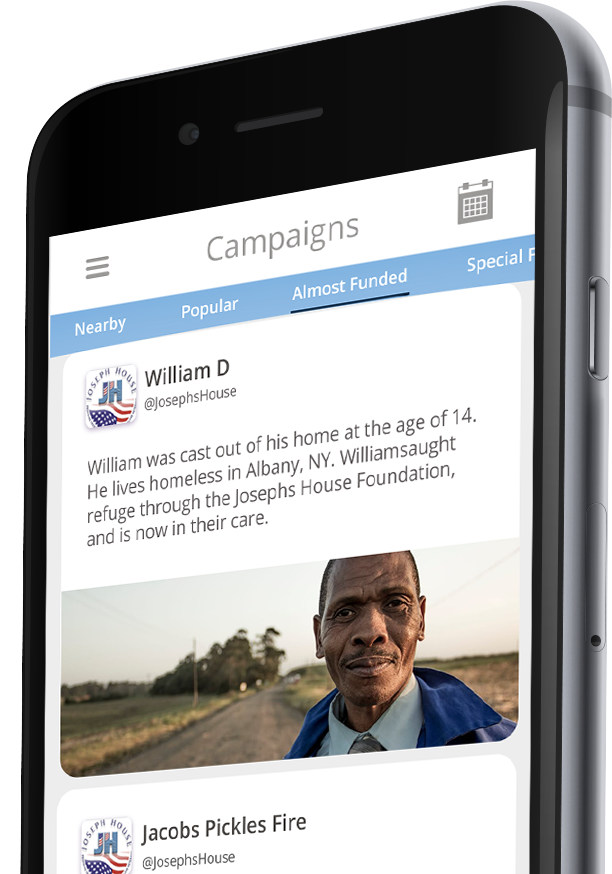 Campaigns
Nearby Popular Almost Funded Special F
JOSEPH HOUSE
JH
William D
@JosephsHouse
William was cast out of his home at the age of 14.
He lives homeless in Albany, NY. Williamsaught
refuge through the Josephs House Foundation,
and is now in their care.
JOSEPH HOUSE
JH
Jacobs Pickles Fire
@JosephsHouse